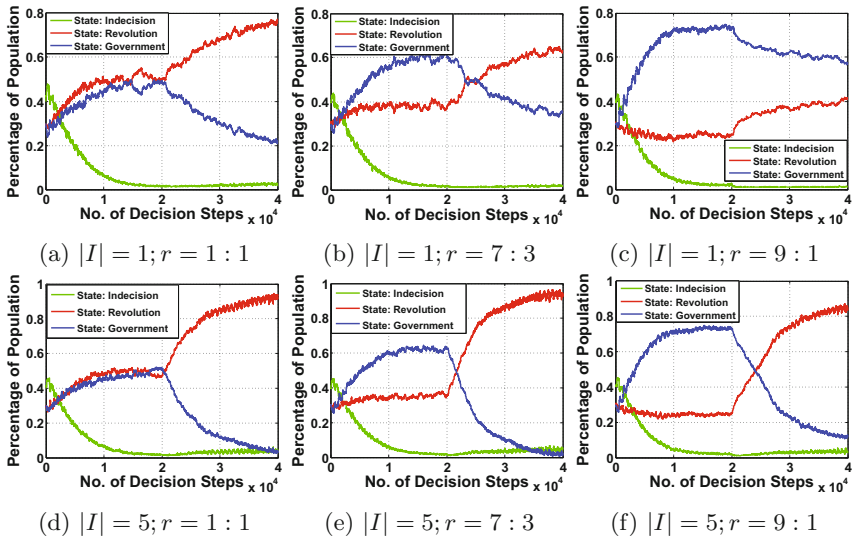 Percentage of Population
0.8
0.6
0.4
0.2
0
State: Indecision
State: Revolution
State: Government
0 1 2 3 4
No. of Decision Steps
x 10^4
(a) |I| = 1; r = 1 : 1
Percentage of Population
0.8
0.6
0.4
0.2
0
State: Indecision
State: Revolution
State: Government
0 1 2 3 4
No. of Decision Steps
x 10^4
(b) |I| = 1; r = 7 : 3
Percentage of Population
0.8
0.6
0.4
0.2
0
State: Indecision
State: Revolution
State: Government
0 1 2 3 4
No. of Decision Steps
x 10^4
(c) |I| = 1; r = 9 : 1
Percentage of Population
1
0.8
0.6
0.4
0.2
0
State: Indecision
State: Revolution
State: Government
0 1 2 3 4
No. of Decision Steps
x 10^4
(d) |I| = 5; r = 1 : 1
Percentage of Population
1
0.8
0.6
0.4
0.2
0
State: Indecision
State: Revolution
State: Government
0 1 2 3 4
No. of Decision Steps
x 10^4
(e) |I| = 5; r = 7 : 3
Percentage of Population
1
0.8
0.6
0.4
0.2
0
State: Indecision
State: Revolution
State: Government
0 1 2 3 4
No. of Decision Steps
x 10^4
(f) |I| = 5; r = 9 : 1